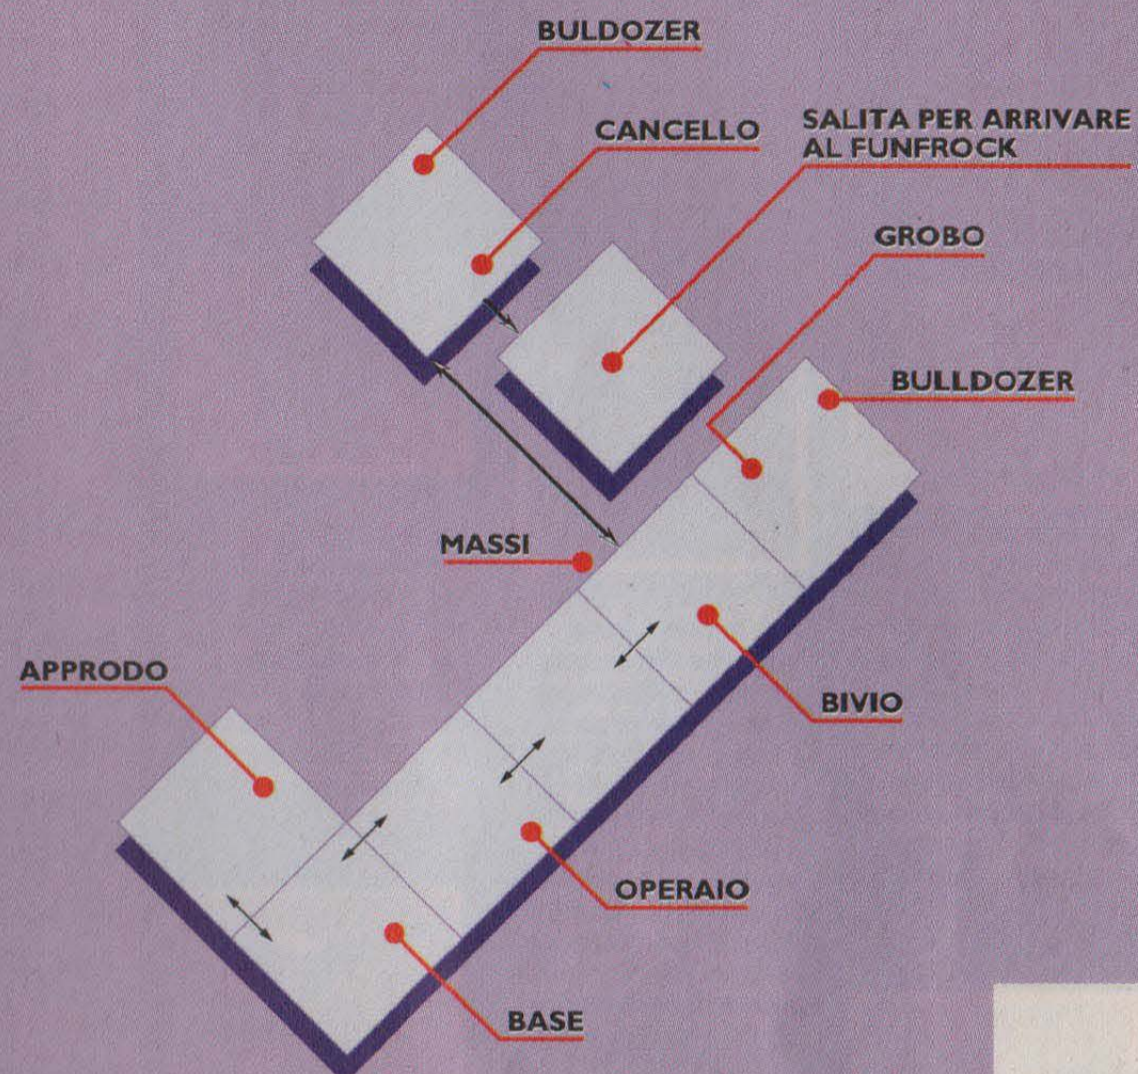 BULDOZER
CANCELLO
SALITA PER ARRIVARE
AL FUNFROCK
GROBO
BULLDOZER
MASSI
APPRODO
BIVIO
OPERAIO
BASE